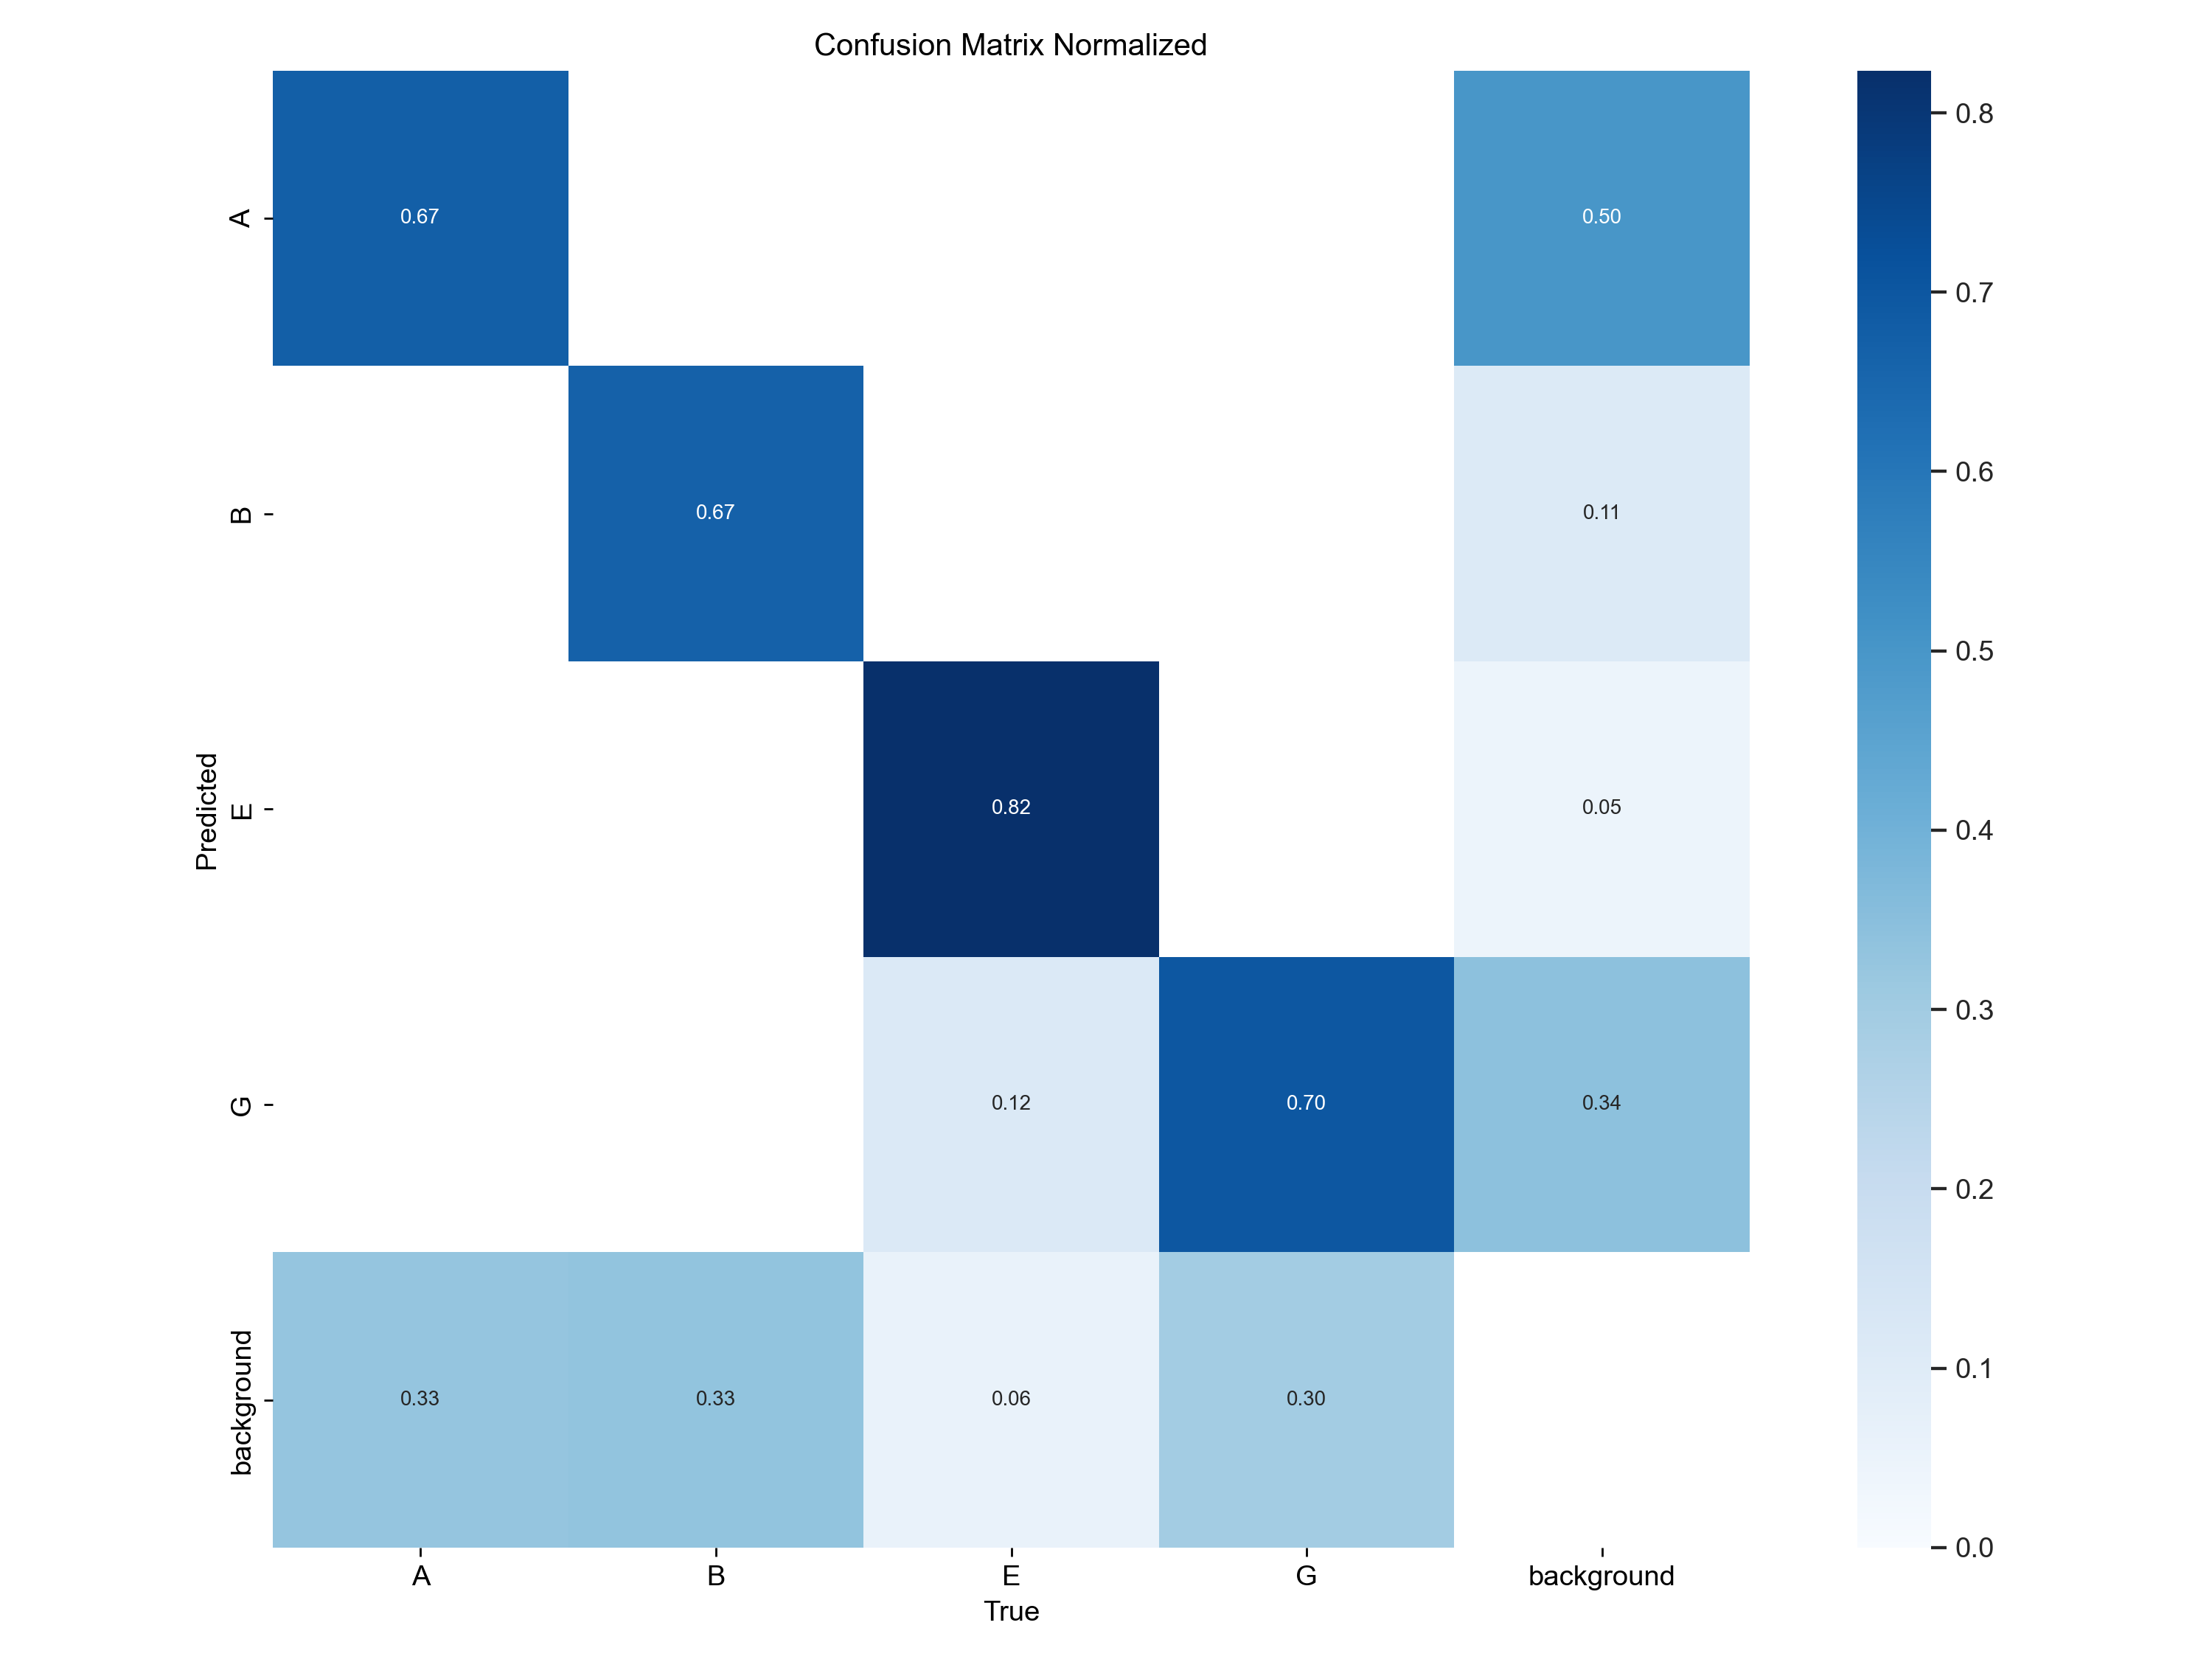 Confusion Matrix Normalized
A
0.67
0.50
0.8
0.7
B
0.67
0.11
0.6
0.5
Predicted
E
0.82
0.05
0.4
G
0.12
0.70
0.34
0.3
0.2
background
0.33
0.33
0.06
0.30
0.1
0.0
A B E G background
True